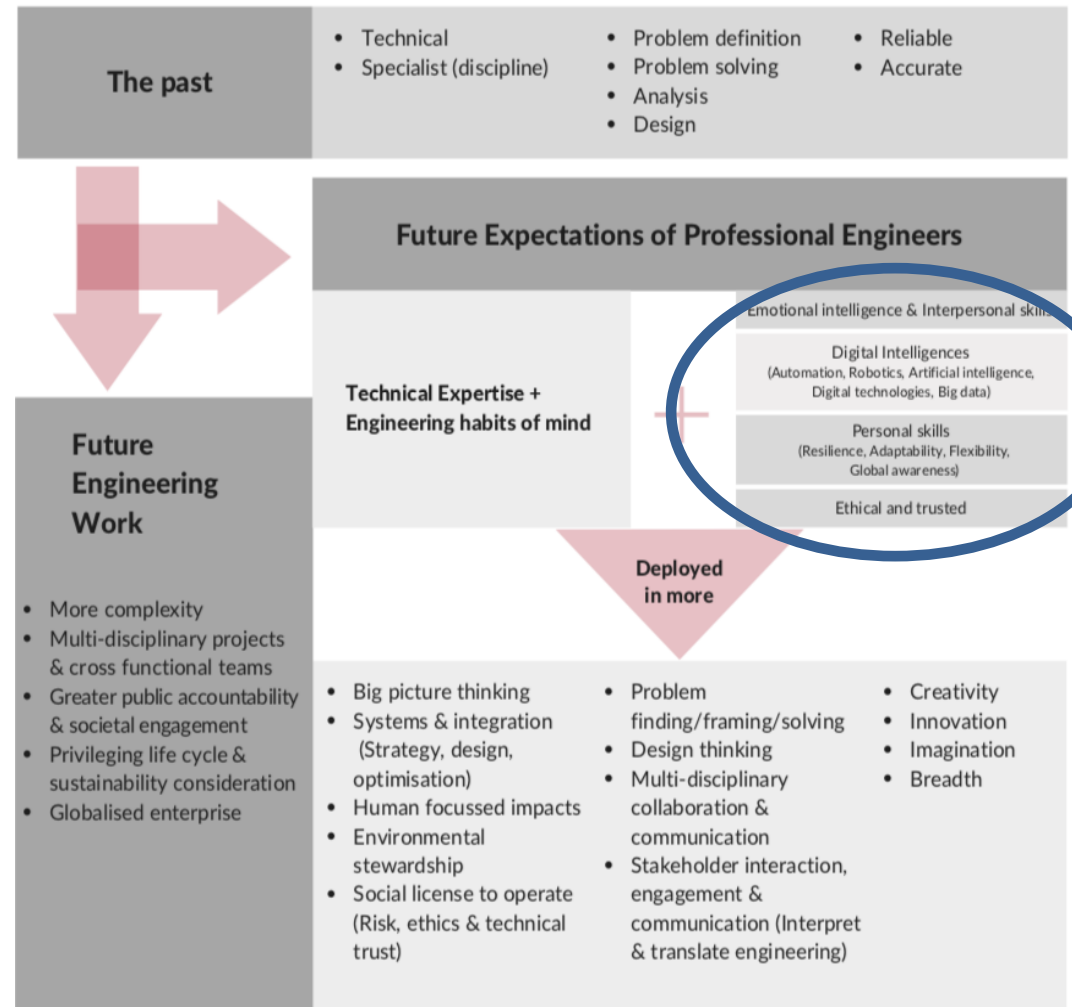 The past
• Technical
• Specialist (discipline)
• Problem definition
• Problem solving
• Analysis
• Design
• Reliable
• Accurate
Future Expectations of Professional Engineers
Technical Expertise +
Engineering habits of mind
+
Emotional intelligence & Interpersonal skills
Digital Intelligences
(Automation, Robotics, Artificial intelligence,
Digital technologies, Big data)
Personal skills
(Resilience, Adaptability, Flexibility,
Global awareness)
Ethical and trusted
Future
Engineering
Work
• More complexity
• Multi-disciplinary projects
& cross functional teams
• Greater public accountability
& societal engagement
• Privileging life cycle &
sustainability consideration
• Globalised enterprise
Deployed
in more
• Big picture thinking
• Systems & integration
(Strategy, design,
optimisation)
• Human focussed impacts
• Environmental
stewardship
• Social license to operate
(Risk, ethics & technical
trust)
• Problem
finding/framing/solving
• Design thinking
• Multi-disciplinary
collaboration &
communication
• Stakeholder interaction,
engagement &
communication (Interpret
& translate engineering)
• Creativity
• Innovation
• Imagination
• Breadth